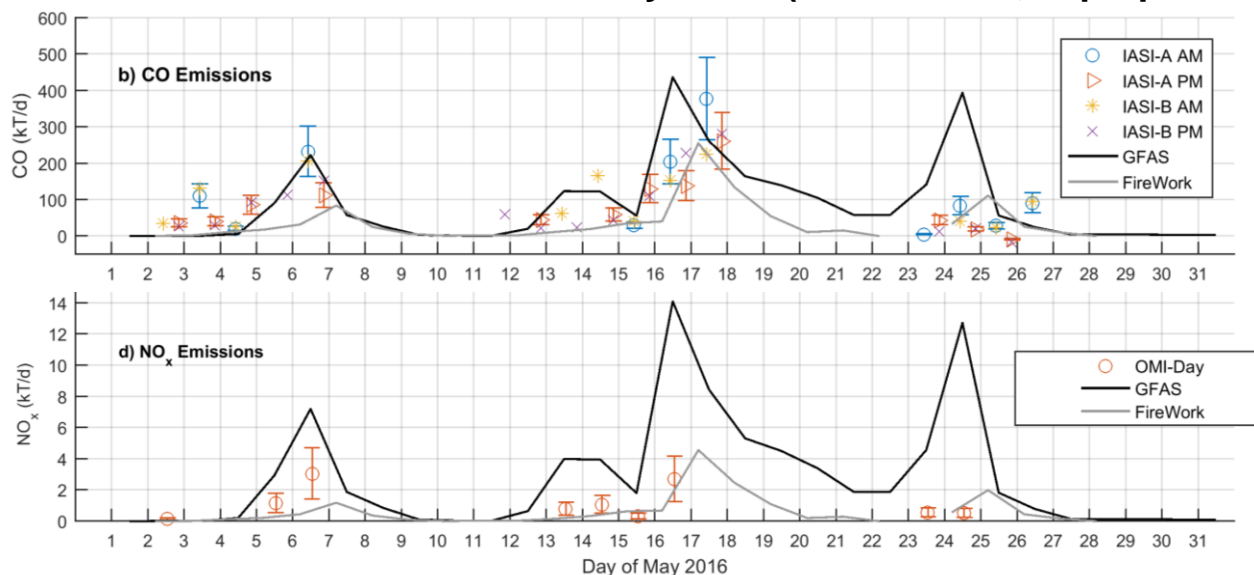 600
500
400
300
200
100
0
CO (kT/d)
b) CO Emissions
IASI-A AM
IASI-A PM
IASI-B AM
IASI-B PM
GFAS
FireWork
1 2 3 4 5 6 7 8 9 10 11 12 13 14 15 16 17 18 19 20 21 22 23 24 25 26 27 28 29 30 31
14
12
10
8
6
4
2
0
NOx (kT/d)
d) NOx Emissions
OMI-Day
GFAS
FireWork
1 2 3 4 5 6 7 8 9 10 11 12 13 14 15 16 17 18 19 20 21 22 23 24 25 26 27 28 29 30 31
Day of May 2016